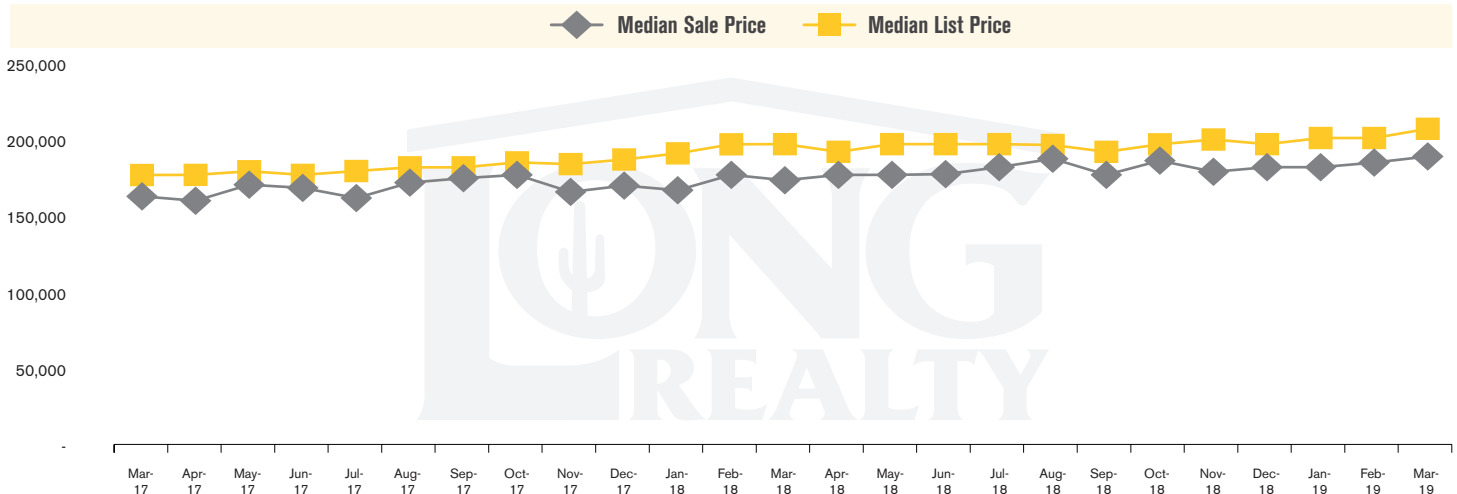 Median Sale Price Median List Price
250,000
200,000
150,000
100,000
50,000
-
LONG
REALTY
Mar- Apr- May- Jun- Jul- Aug- Sep- Oct- Nov- Dec- Jan- Feb- Mar- Apr- May- Jun- Jul- Aug- Sep- Oct- Nov- Dec- Jan- Feb- Mar-
17 17 17 17 17 17 17 17 17 17 18 18 18 18 18 18 18 18 18 18 18 18 19 19 19